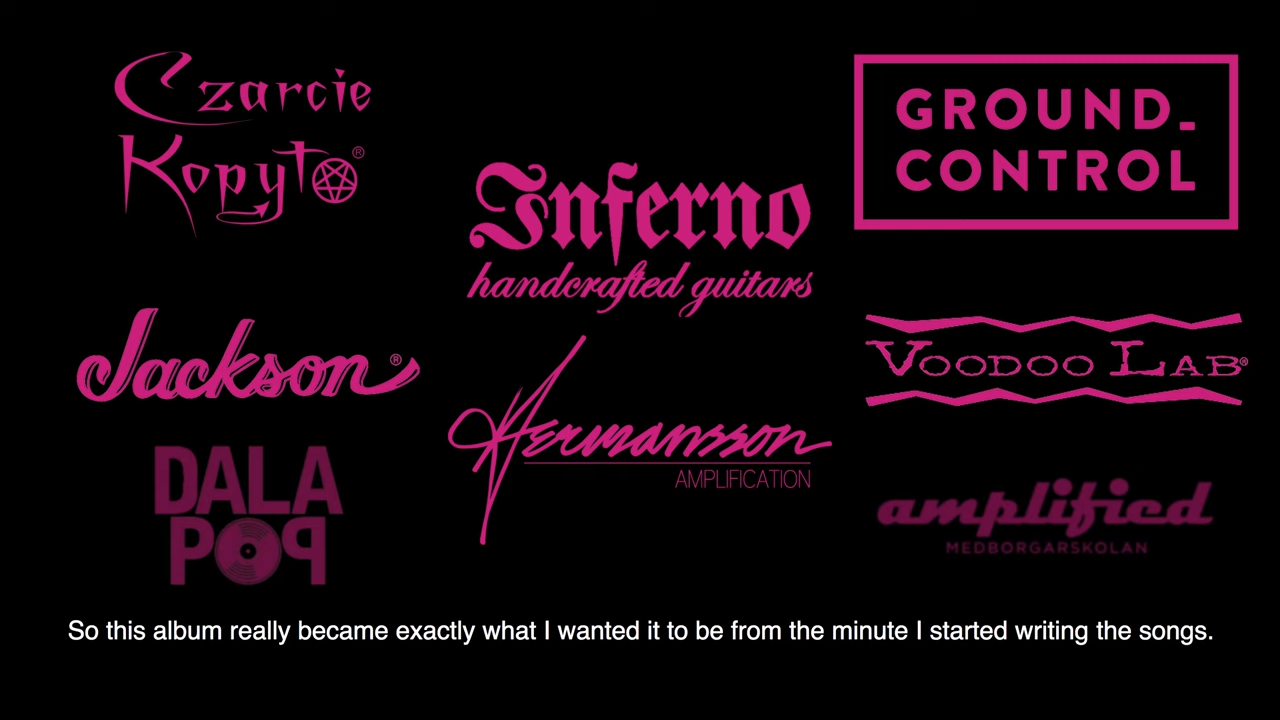 Czarcie
Kopyto®
Inferno
handcrafted guitars
GROUND_
CONTROL
Jackson®
Hermansson
AMPLIFICATION
VOODOO LAB®
DALA
POP
amplified
MEDBORGARSKOLAN
So this album really became exactly what I wanted it to be from the minute I started writing the songs.